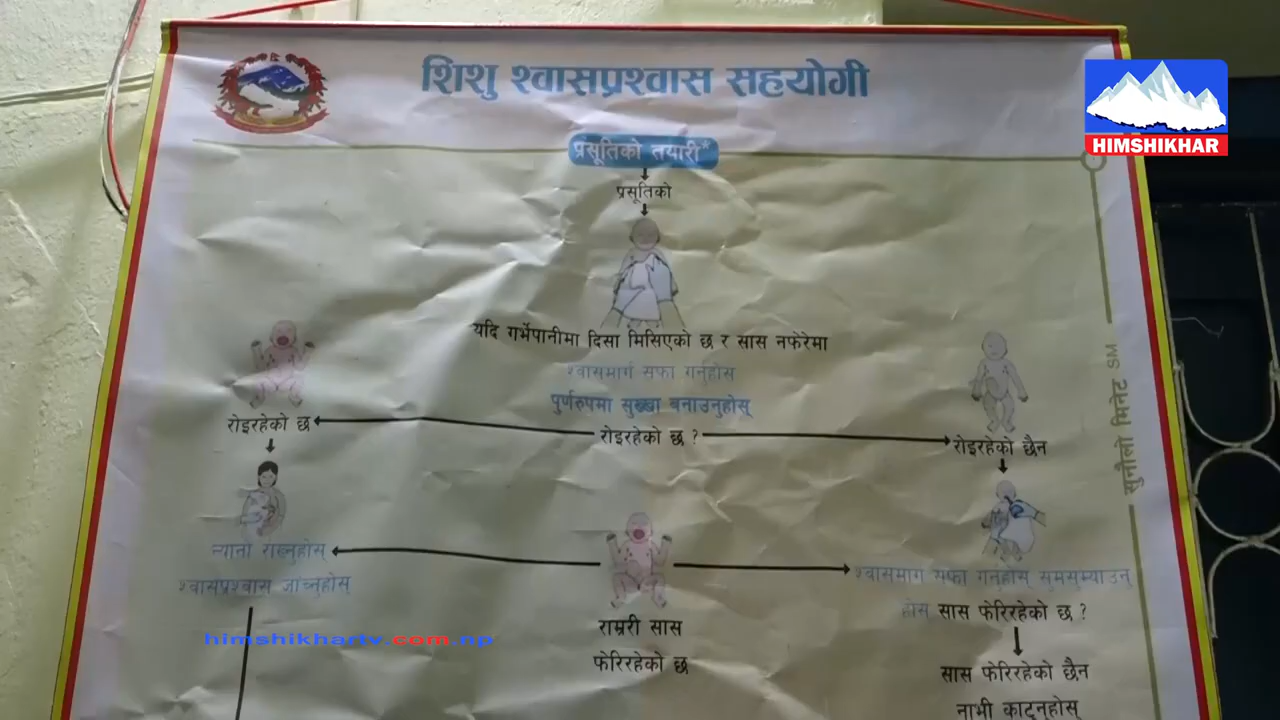 शिशु श्वासप्रश्वास सहयोगी
HIMSHIKHAR
प्रसूतिको तयारी*
प्रसूतिको
यदि गर्भेपानीमा दिसा मिसिएको छ र सास नफेरेमा
श्वासमार्ग सफा गर्नुहोस
पुर्णरुपमा सुख्खा बनाउनुहोस्
रोइरहेको छ
रोइरहेको छ ?
रोइरहेको छैन
सुनौलो मिनेट SM
न्यानो राख्नुहोस्
श्वासप्रश्वास जाँच्नुहोस्
श्वासमार्ग सफा गर्नुहोस् सुमसुम्याउनु
होस् सास फेरिरहेको छ ?
राम्ररी सास
फेरिरहेको छ
himshikhartv.com.np
सास फेरिरहेको छैन
नाभी काट्नुहोस्